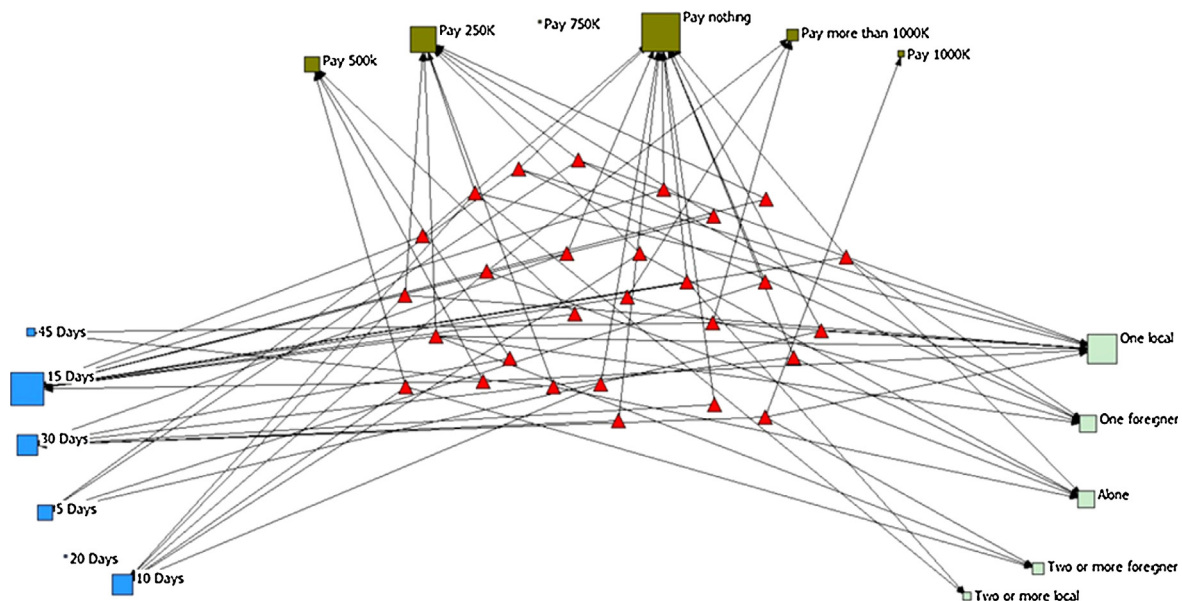 Pay nothng
Pay 250K
*Pay 750K
Pay more than 1000K
Pay 500k
Pay 1000K
45 Days
One local
15 Days
One foregner
30 Days
Alone
5 Days
*20 Days
Two or more foregner
10 Days
Two or more local